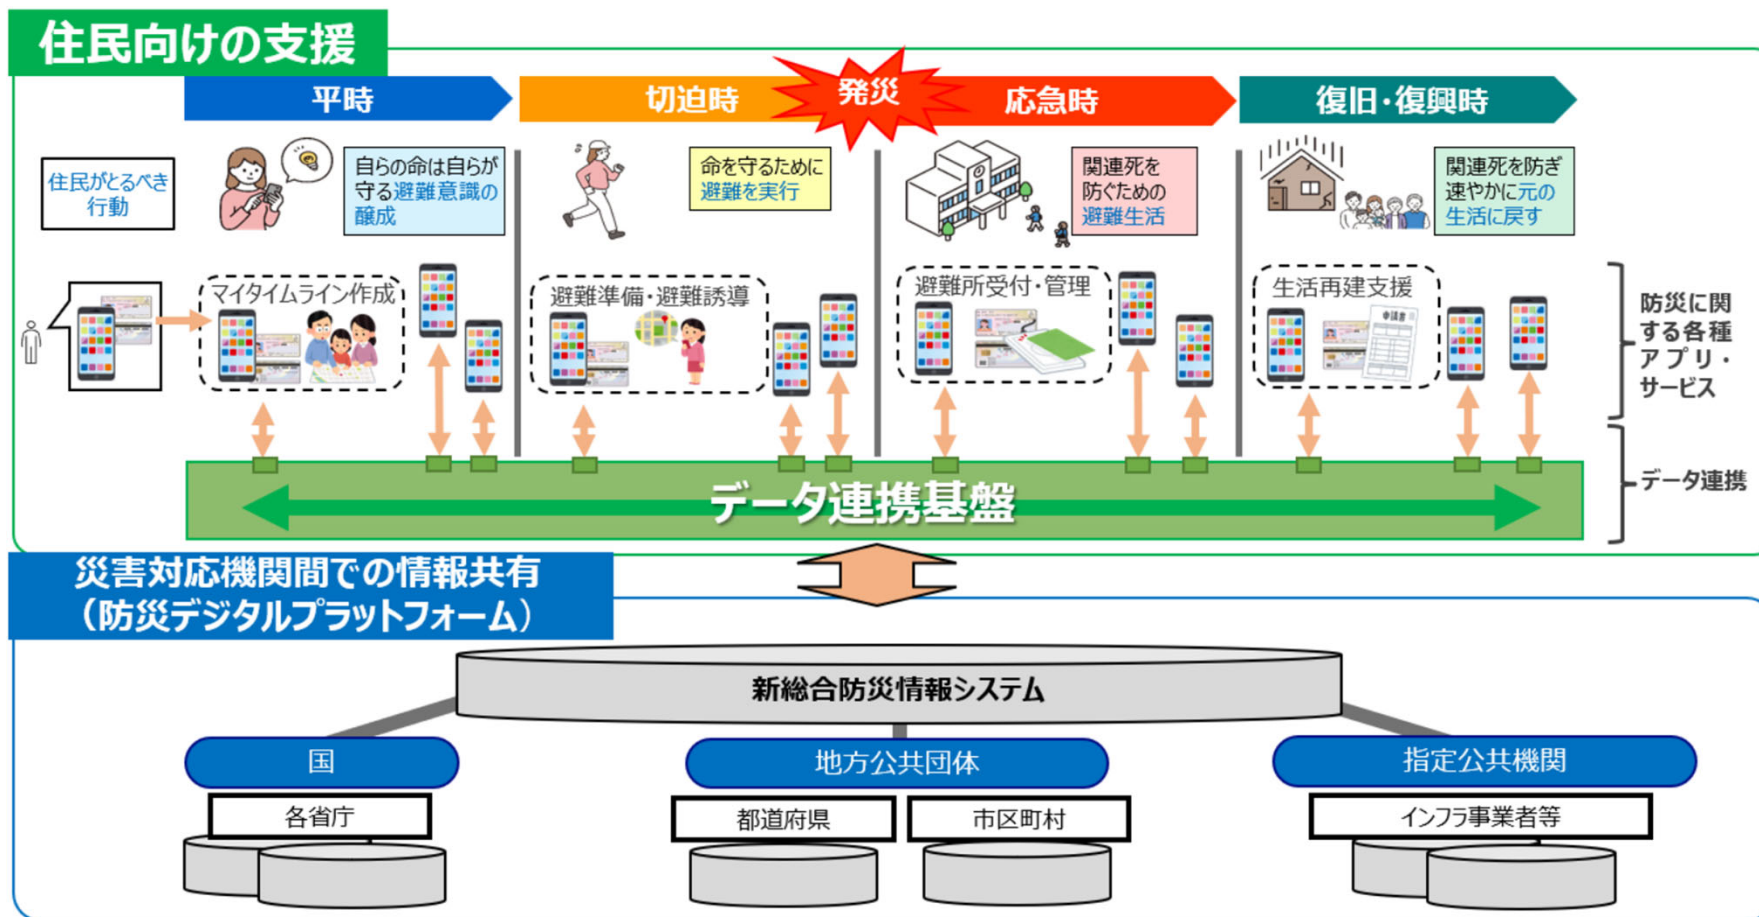 住民向けの支援
平時
切迫時
発災
応急時
復旧・復興時
住民がとるべき
行動
自らの命は自らが
守る避難意識の
醸成
命を守るために
避難を実行
関連死を
防ぐための
避難生活
関連死を防ぎ
速やかに元の
生活に戻す
マイタイムライン作成
避難準備・避難誘導
避難所受付・管理
生活再建支援
申請書
防災に関
する各種
アプリ・
サービス
データ連携基盤
データ連携
災害対応機関間での情報共有
（防災デジタルプラットフォーム）
新総合防災情報システム
国
地方公共団体
指定公共機関
各省庁
都道府県
市区町村
インフラ事業者等